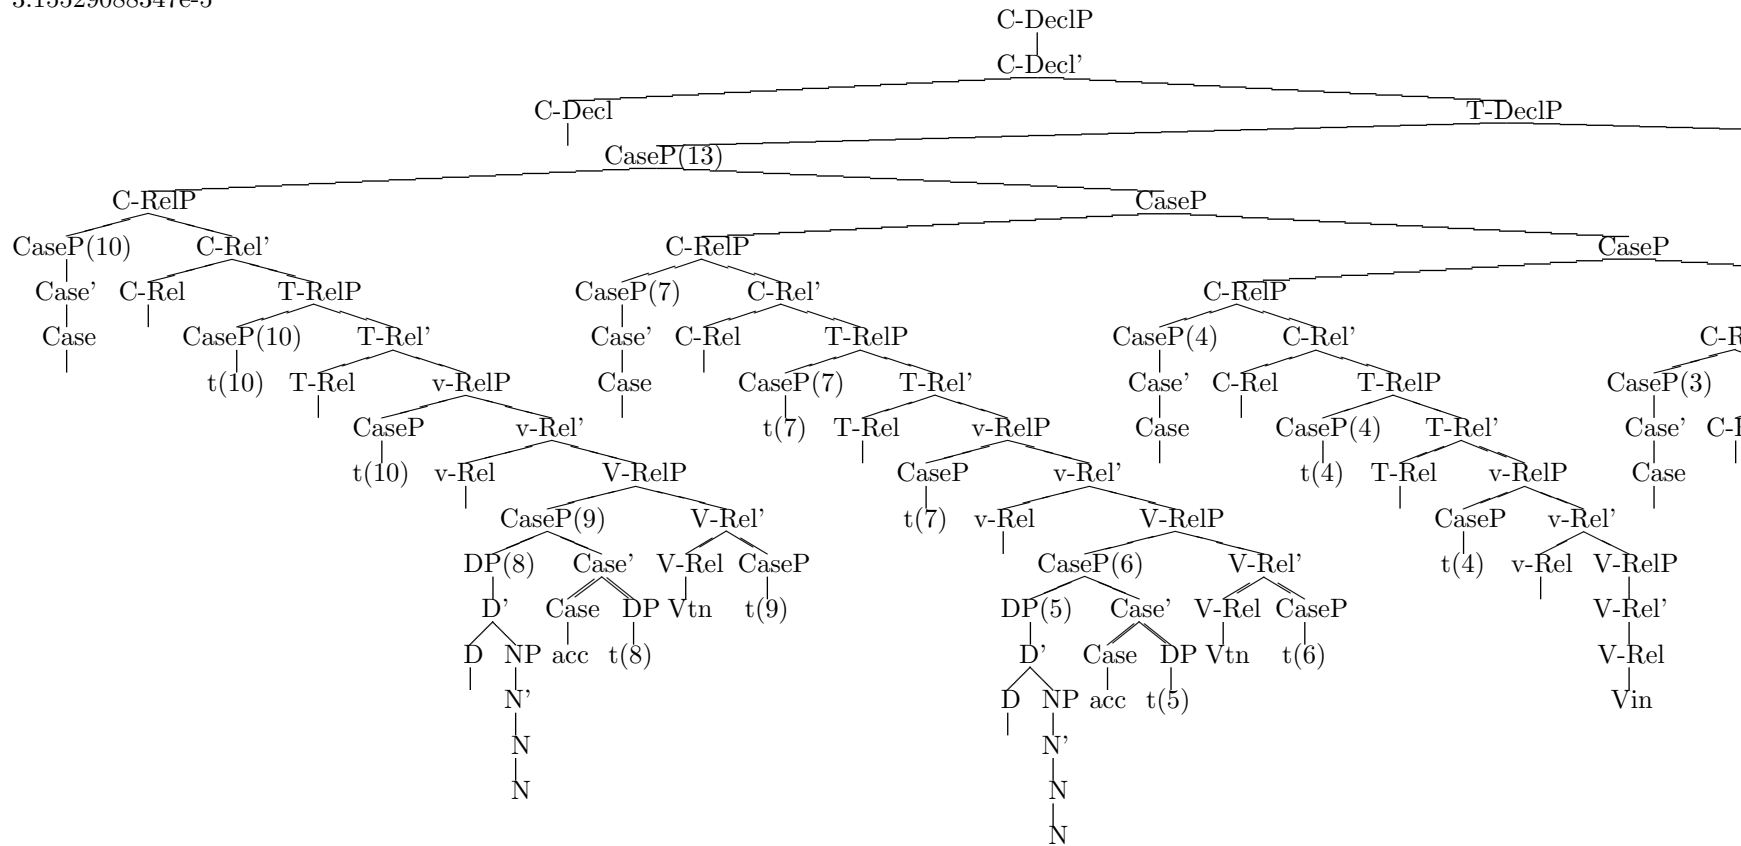 3.15529088347e-5
C-DeclP
C-Decl'
C-Decl T-DeclP
CaseP(13)
C-RelP CaseP
CaseP(10) C-Rel' C-RelP CaseP
Case' C-Rel T-RelP CaseP(7) C-Rel' C-RelP
Case CaseP(10) T-Rel' Case' C-Rel T-RelP CaseP(4) C-Rel'
t(10) T-Rel v-RelP Case CaseP(7) T-Rel' Case' C-Rel T-RelP CaseP(3)
CaseP v-Rel' t(7) T-Rel v-RelP Case CaseP(4) T-Rel' Case'
t(10) v-Rel V-RelP CaseP v-Rel' t(4) T-Rel v-RelP Case
CaseP(9) V-Rel' t(7) v-Rel V-RelP CaseP v-Rel'
DP(8) Case' V-Rel CaseP CaseP(6) V-Rel' t(4) v-Rel V-RelP
D' Case DP Vtn t(9) DP(5) Case' V-Rel CaseP V-Rel'
D NP acc t(8) D' Case DP Vtn t(6) V-Rel
N' D NP acc t(5) Vin
N N'
N N
N